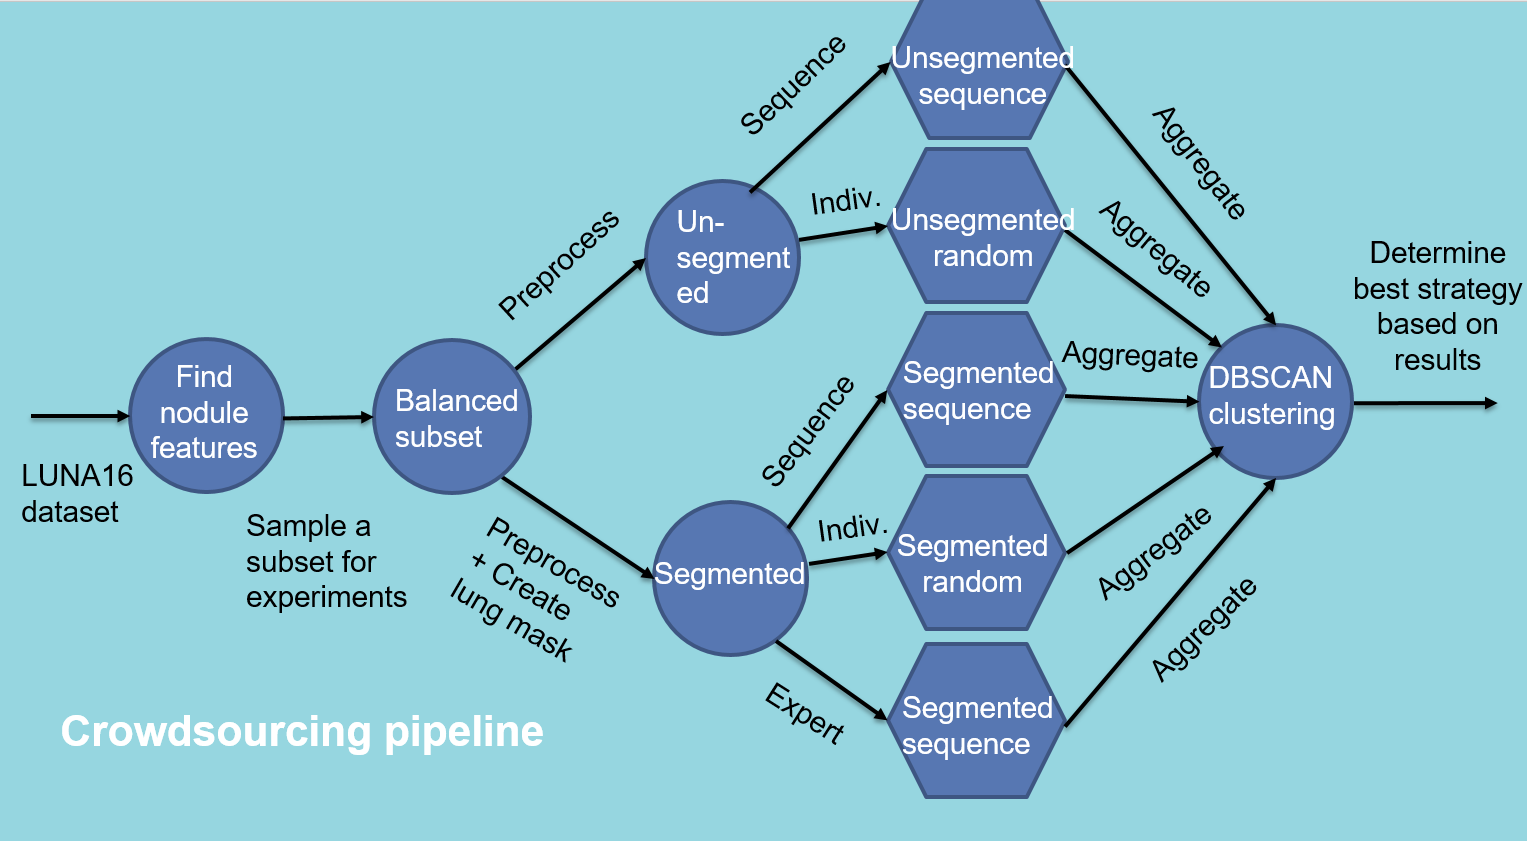 LUNA16
dataset
Find
nodule
features
Sample a
subset for
experiments
Balanced
subset
Preprocess
Preprocess
+ Create
lung mask
Un-
segment
ed
Segmented
Sequence
Indiv.
Sequence
Indiv.
Expert
Unsegmented
sequence
Unsegmented
random
Segmented
sequence
Segmented
random
Segmented
sequence
Aggregate
Aggregate
Aggregate
Aggregate
Aggregate
DBSCAN
clustering
Determine
best strategy
based on
results
Crowdsourcing pipeline